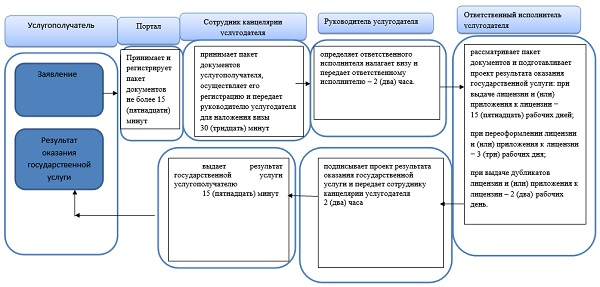 Услугополучатель
Портал
Сотрудник канцелярии
услугодателя
Руководитель услугодателя
Ответственный исполнитель
услугодателя
Заявление
Принимает и
регистрирует
пакет
документов
не более 15
(пятнадцати)
минут
принимает пакет
документов
услугополучателя,
осуществляет его
регистрацию и передает
руководителю услугодателя
для наложения визы
30 (тридцать) минут
определяет ответственного
исполнителя налагает визу и
передает ответственному
исполнителю – 2 (два) часа.
рассматривает пакет
документов и подготавливает
проект результата оказания
государственной услуги: при
выдаче лицензии и (или)
приложения к лицензии –
15 (пятнадцать) рабочих дней;
при переоформлении лицензии
и (или) приложения к лицензии
– 3 (три) рабочих дня;
при выдаче дубликатов
лицензии и (или) приложения к
лицензии – 2 (два) рабочих
день.
подписывает проект результата
оказания государственной
услуги и передает сотруднику
канцелярии услугодателя
2 (два) часа
выдает результат
государственной услуги
услугополучателю
15 (пятнадцать) минут
Результат
оказания
государственной
услуги